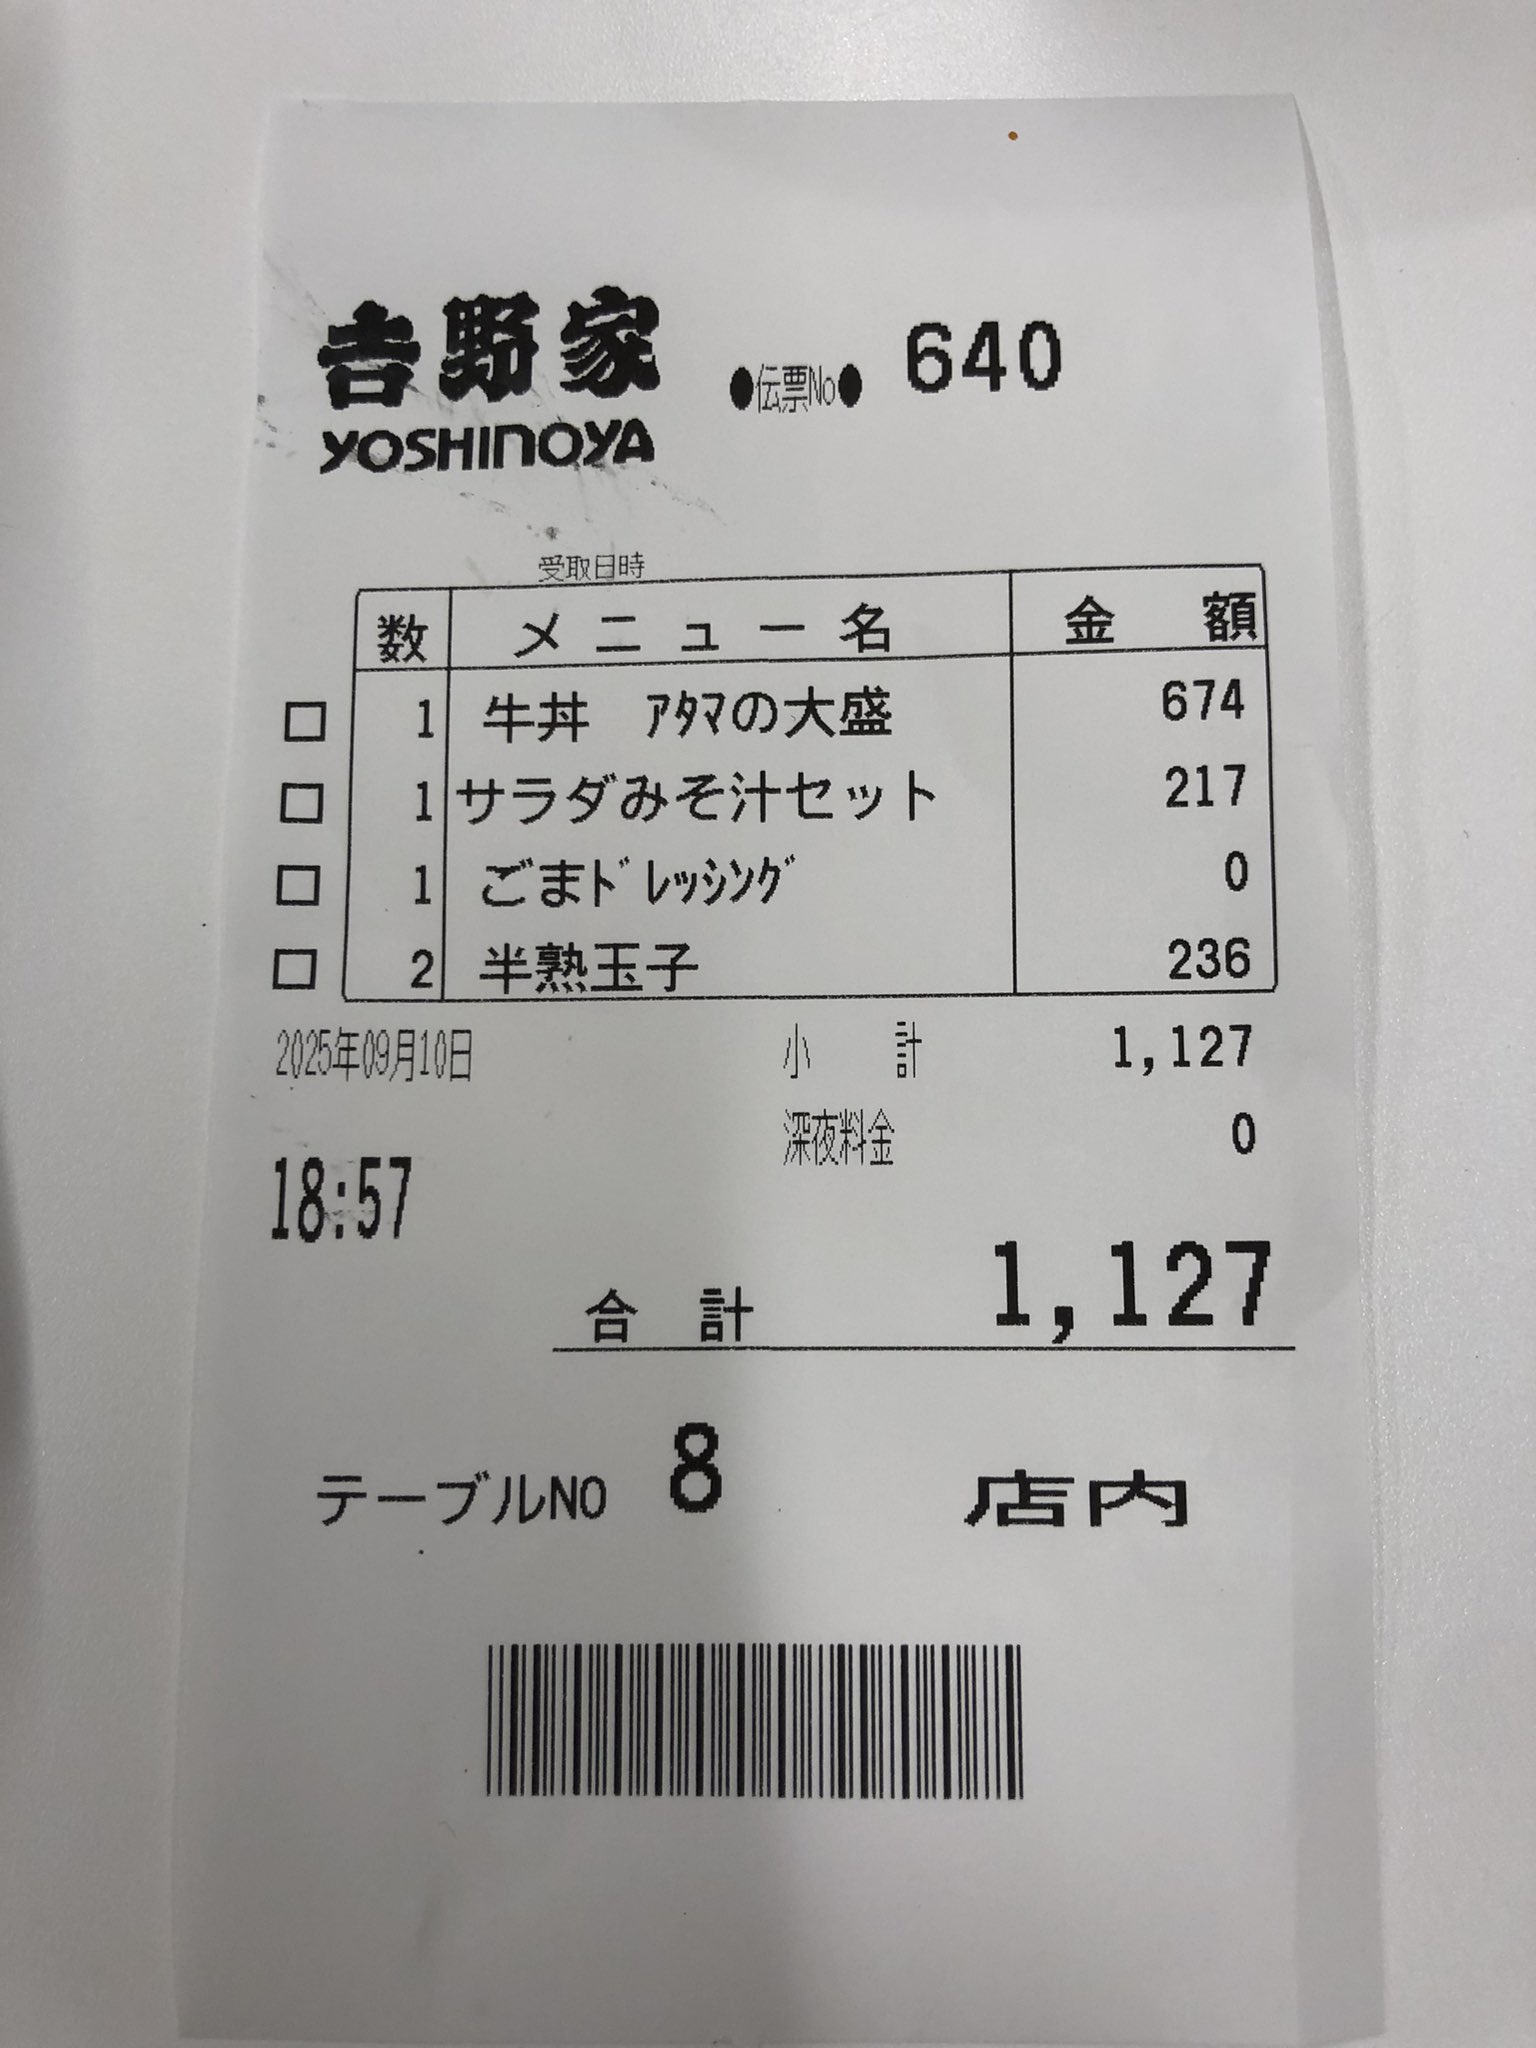 吉野家
YOSHINOYA
●伝票No● 640
受取日時
数 メニュー名 金額
□ 1 牛丼 ｱﾀﾏの大盛 674
□ 1 サラダみそ汁セット 217
□ 1 ごまﾄﾞﾚｯｼﾝｸﾞ 0
□ 2 半熟玉子 236
2025年09月10日 小計 1,127
深夜料金 0
18:57
合計 1,127
テーブルNO 8 店内